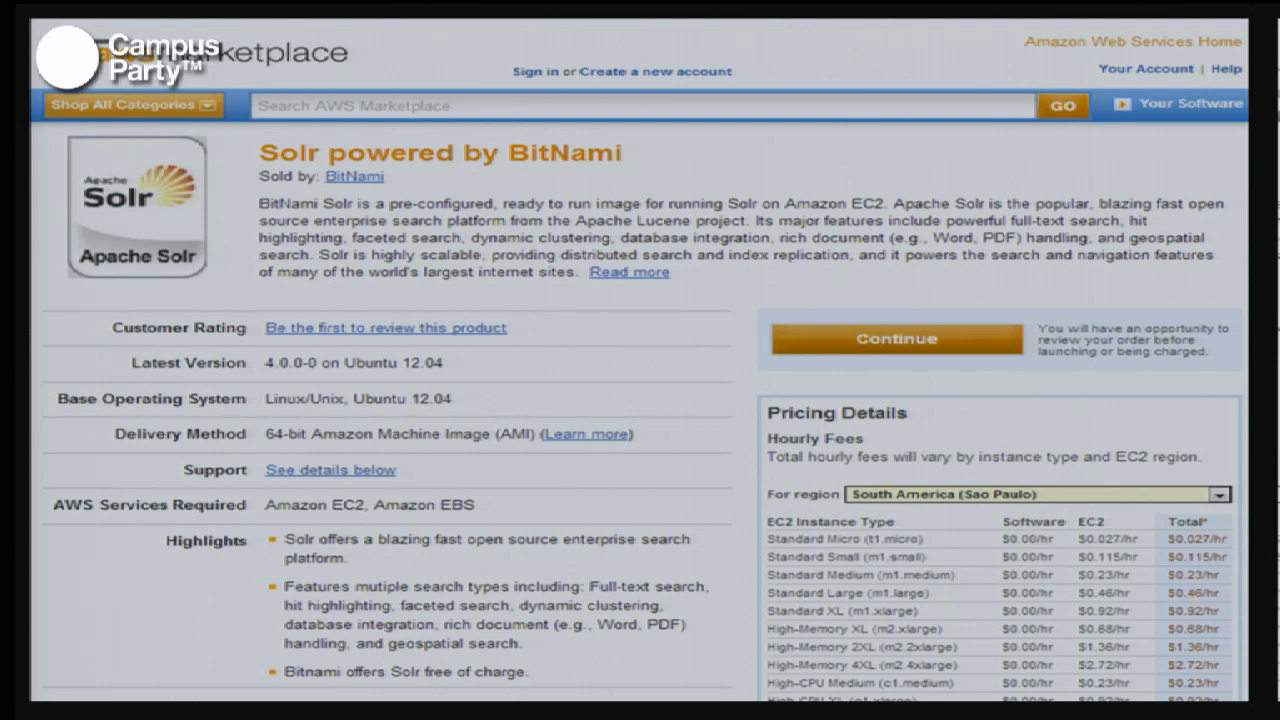 Campus
Party™
marketplace
Amazon Web Services Home
Sign in or Create a new account
Your Account | Help
Shop All Categories
Search AWS Marketplace
GO
Your Software
Apache
Solr
Apache Solr
Solr powered by BitNami
Sold by: BitNami
BitNami Solr is a pre-configured, ready to run image for running Solr on Amazon EC2. Apache Solr is the popular, blazing fast open
source enterprise search platform from the Apache Lucene project. Its major features include powerful full-text search, hit
highlighting, faceted search, dynamic clustering, database integration, rich document (e.g., Word, PDF) handling, and geospatial
search. Solr is highly scalable, providing distributed search and index replication, and it powers the search and navigation features
of many of the world's largest internet sites. Read more
Customer Rating Be the first to review this product
Latest Version 4.0.0-0 on Ubuntu 12.04
Base Operating System Linux/Unix, Ubuntu 12.04
Delivery Method 64-bit Amazon Machine Image (AMI) (Learn more)
Support See details below
AWS Services Required Amazon EC2, Amazon EBS
Highlights Solr offers a blazing fast open source enterprise search
platform.
Features mutiple search types including: Full-text search,
hit highlighting, faceted search, dynamic clustering,
database integration, rich document (e.g., Word, PDF)
handling, and geospatial search.
Bitnami offers Solr free of charge.
Continue
You will have an opportunity to
review your order before
launching or being charged.
Pricing Details
Hourly Fees
Total hourly fees will vary by instance type and EC2 region.
For region South America (Sao Paulo)
EC2 Instance Type Software EC2 Total*
Standard Micro (t1.micro) $0.00/hr $0.027/hr $0.027/hr
Standard Small (m1.small) $0.00/hr $0.115/hr $0.115/hr
Standard Medium (m1.medium) $0.00/hr $0.23/hr $0.23/hr
Standard Large (m1.large) $0.00/hr $0.46/hr $0.46/hr
Standard XL (m1.xlarge) $0.00/hr $0.92/hr $0.92/hr
High-Memory XL (m2.xlarge) $0.00/hr $0.68/hr $0.68/hr
High-Memory 2XL (m2.2xlarge) $0.00/hr $1.36/hr $1.36/hr
High-Memory 4XL (m2.4xlarge) $0.00/hr $2.72/hr $2.72/hr
High-CPU Medium (c1.medium) $0.00/hr $0.23/hr $0.23/hr